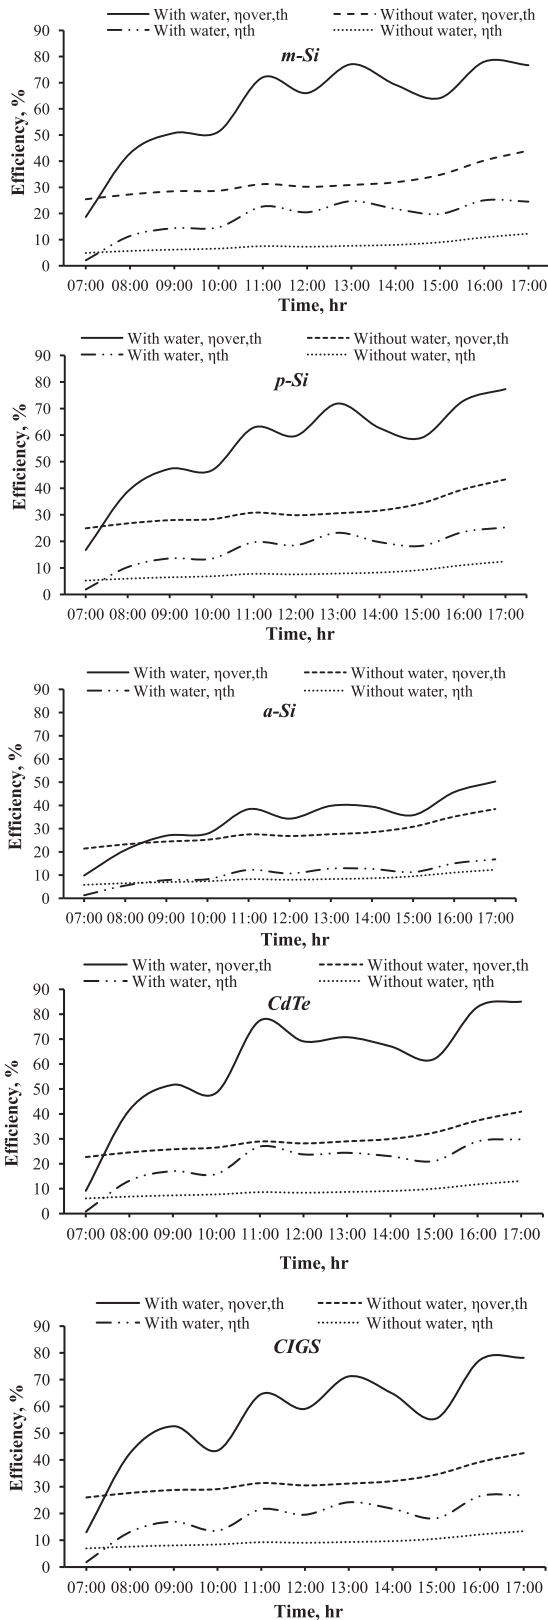 With water, ηover,th Without water, ηover,th
With water, ηth Without water, ηth
m-Si
90
80
70
60
50
40
30
20
10
0
Efficiency, %
07:00 08:00 09:00 10:00 11:00 12:00 13:00 14:00 15:00 16:00 17:00
Time, hr
With water, ηover,th Without water, ηover,th
With water, ηth Without water, ηth
p-Si
90
80
70
60
50
40
30
20
10
0
Efficiency, %
07:00 08:00 09:00 10:00 11:00 12:00 13:00 14:00 15:00 16:00 17:00
Time, hr
With water, ηover,th Without water, ηover,th
With water, ηth Without water, ηth
a-Si
90
80
70
60
50
40
30
20
10
0
Efficiency, %
07:00 08:00 09:00 10:00 11:00 12:00 13:00 14:00 15:00 16:00 17:00
Time, hr
With water, ηover,th Without water, ηover,th
With water, ηth Without water, ηth
CdTe
90
80
70
60
50
40
30
20
10
0
Efficiency, %
07:00 08:00 09:00 10:00 11:00 12:00 13:00 14:00 15:00 16:00 17:00
Time, hr
With water, ηover,th Without water, ηover,th
With water, ηth Without water, ηth
CIGS
90
80
70
60
50
40
30
20
10
0
Efficiency, %
07:00 08:00 09:00 10:00 11:00 12:00 13:00 14:00 15:00 16:00 17:00
Time, hr